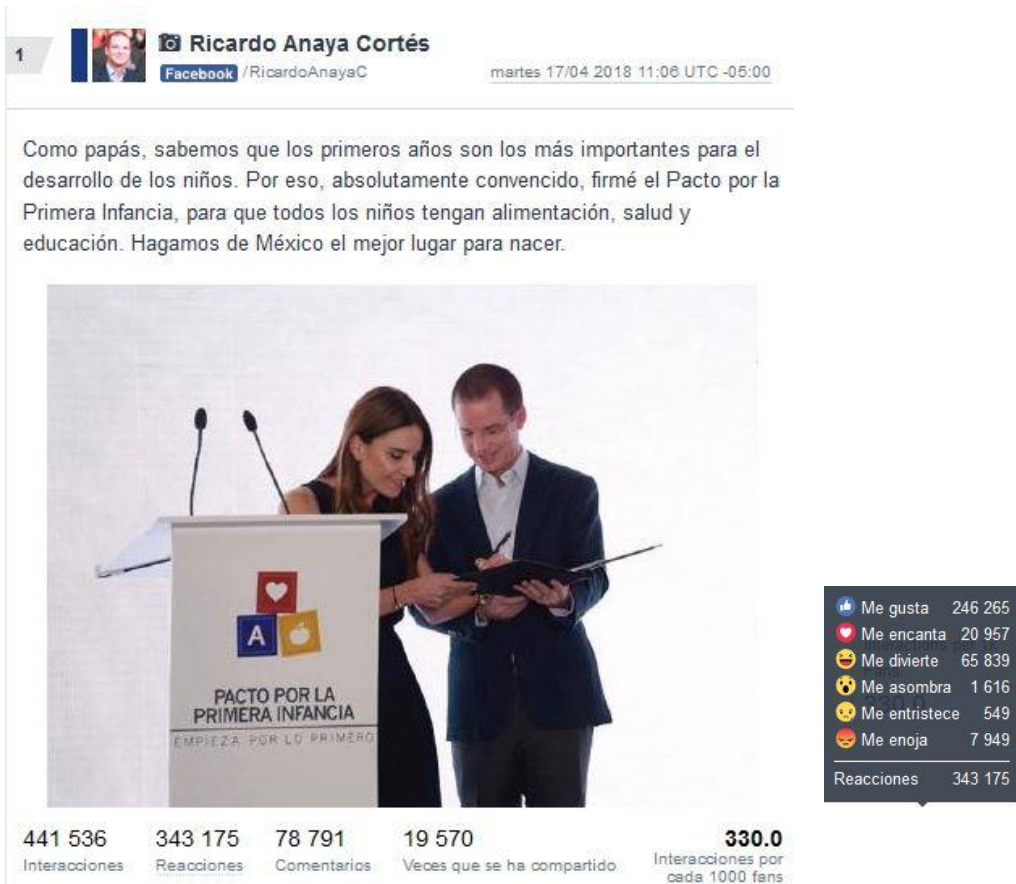 1
Ricardo Anaya Cortés
Facebook /RicardoAnayaC
martes 17/04 2018 11:06 UTC -05:00
Como papás, sabemos que los primeros años son los más importantes para el
desarrollo de los niños. Por eso, absolutamente convencido, firmé el Pacto por la
Primera Infancia, para que todos los niños tengan alimentación, salud y
educación. Hagamos de México el mejor lugar para nacer.
A
PACTO POR LA
PRIMERA INFANCIA
EMPIEZA POR LO PRIMERO
Me gusta 246 265
Me encanta 20 957
Me divierte 65 839
Me asombra 1 616
Me entristece 549
Me enoja 7 949
Reacciones 343 175
441 536
Interacciones
343 175
Reacciones
78 791
Comentarios
19 570
Veces que se ha compartido
330.0
Interacciones por
cada 1000 fans